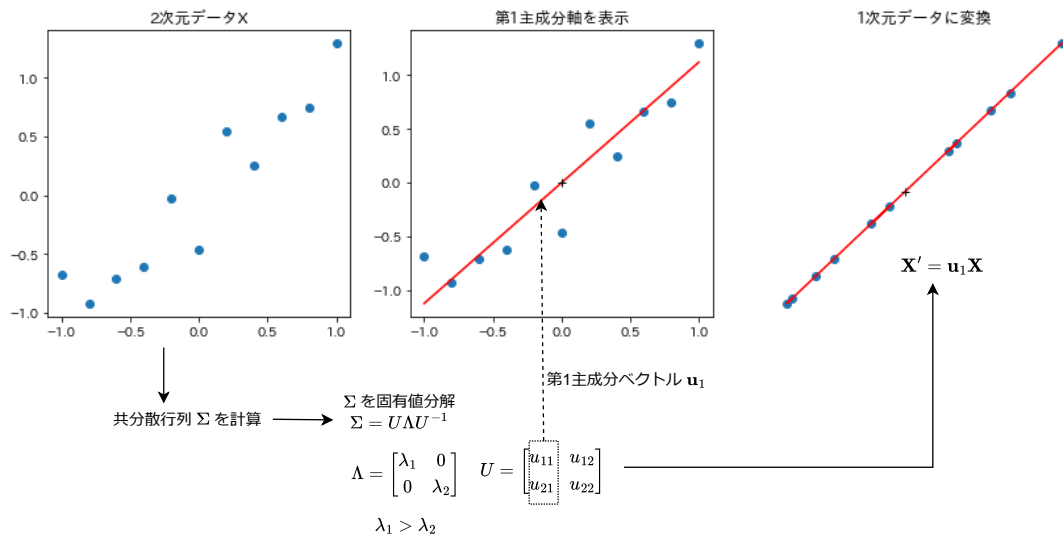 2次元データX
第1主成分軸を表示
1次元データに変換
1.0
0.5
0.0
−0.5
−1.0
−1.0
−0.5
0.0
0.5
1.0
1.0
0.5
0.0
−0.5
−1.0
−1.0
−0.5
0.0
0.5
1.0
X′ = u₁X
第1主成分ベクトル u₁
共分散行列 Σ を計算
Σ を固有値分解
Σ = UΛU⁻¹
Λ = [λ₁ 0
0 λ₂]
U = [u₁₁ u₁₂
u₂₁ u₂₂]
λ₁ > λ₂